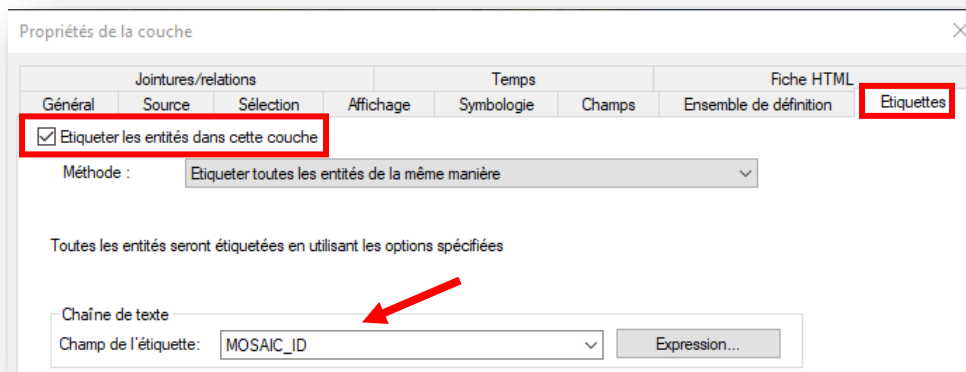 Propriétés de la couche
Jointures/relations Temps Fiche HTML
Général Source Sélection Affichage Symbologie Champs Ensemble de définition Etiquettes
Etiqueter les entités dans cette couche
Méthode : Etiqueter toutes les entités de la même manière
Toutes les entités seront étiquetées en utilisant les options spécifiées
Chaîne de texte
Champ de l'étiquette: MOSAIC_ID Expression...